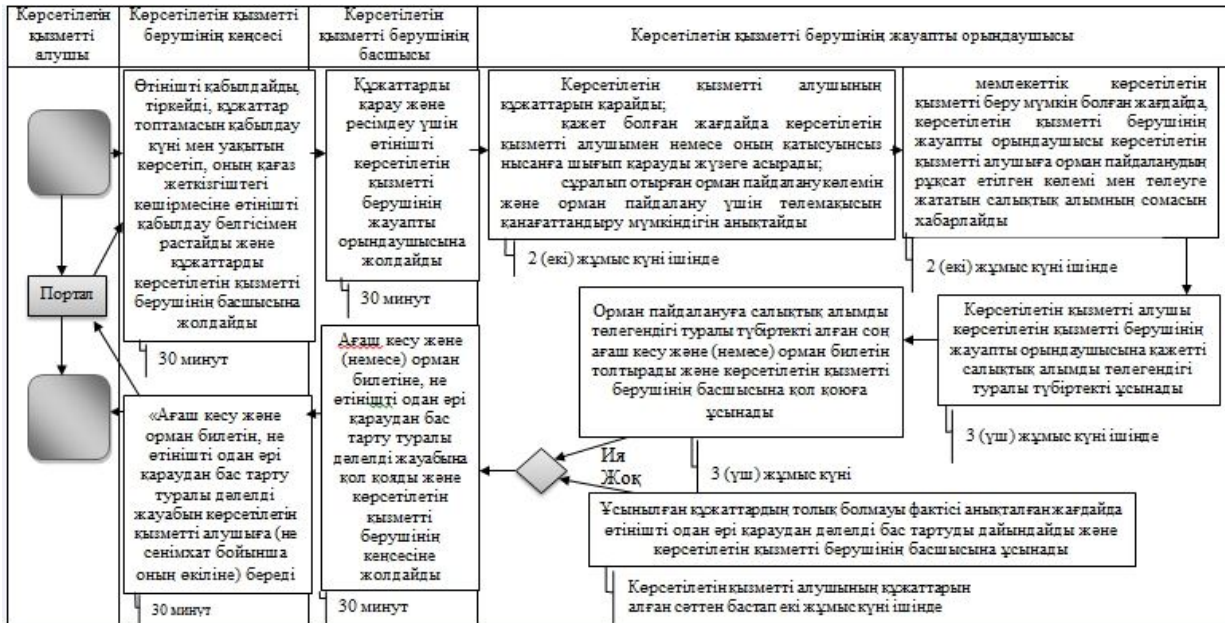 Көрсетілетін
қызметті
алушы
Көрсетілетін қызметті
берушінің кеңсесі
Көрсетілетін
қызметті берушінің
басшысы
Көрсетілетін қызметті берушінің жауапты орындаушысы
Өтінішті қабылдайды,
тіркейді, құжаттар
топтамасын қабылдау
күні мен уақытын
көрсетіп, оның қағаз
жеткізгіштегі
көшірмесіне өтінішті
қабылдау белгісімен
растайды және
құжаттарды
көрсетілетін қызметті
берушінің басшысына
жолдайды
30 минут
Құжаттарды
қарау және
ресімдеу үшін
өтінішті
көрсетілетін
қызметті
берушінің
жауапты
орындаушысына
жолдайды
30 минут
Көрсетілетін қызметті алушының
құжаттарын қарайды;
қажет болған жағдайда көрсетілетін
қызметті алушымен немесе оның қатысуынсыз
нысанға шығып қарауды жүзеге асырады;
сұралып отырған орман пайдалану көлемін
және орман пайдалану үшін төлемақысын
қанағаттандыру мүмкіндігін анықтайды
2 (екі) жұмыс күні ішінде
мемлекеттік көрсетілетін
қызметті беру мүмкін болған жағдайда,
көрсетілетін қызметті берушінің
жауапты орындаушысы көрсетілетін
қызметті алушыға орман пайдаланудың
рұқсат етілген көлемі мен төлеуге
жататын салықтық алымның сомасын
хабарлайды
2 (екі) жұмыс күні ішінде
Портал
Көрсетілетін қызметті алушы
көрсетілетін қызметті берушінің
жауапты орындаушысына қажетті
салықтық алымды төлегендігі
туралы түбіртекті ұсынады
3 (үш) жұмыс күні ішінде
Орман пайдалануға салықтық алымды
төлегендігі туралы түбіртекті алған соң
ағаш кесу және (немесе) орман билетін
толтырады және көрсетілетін қызметті
берушінің басшысына қол қоюға
ұсынады
3 (үш) жұмыс күні
Ия
Жоқ
Ұсынылған құжаттардың толық болмауы фактісі анықталған жағдайда
өтінішті одан әрі қараудан дәлелді бас тартуды дайындайды және
көрсетілетін қызметті берушінің басшысына ұсынады
Көрсетілетін қызметті алушының құжаттарын
алған сәттен бастап екі жұмыс күні ішінде
Ағаш кесу және
(немесе) орман
билетіне, не
өтінішті одан әрі
қараудан бас
тарту туралы
дәлелді жауабына
қол қояды және
көрсетілетін
қызметті
берушінің
кеңсесіне
жолдайды
30 минут
«Ағаш кесу және
орман билетін, не
өтінішті одан әрі
қараудан бас тарту
туралы дәлелді
жауабын көрсетілетін
қызметті алушыға (не
сенімхат бойынша
оның өкіліне) береді
30 минут